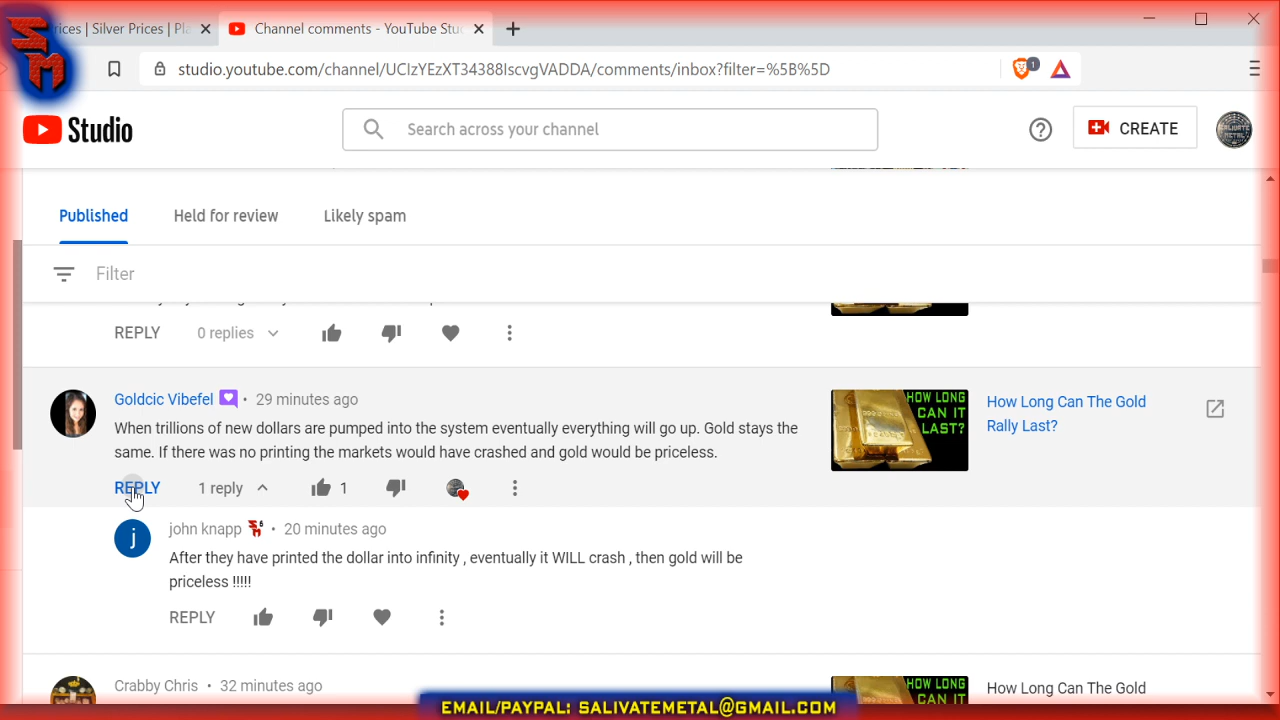 rices | Silver Prices | Pla
Channel comments - YouTube Stu
studio.youtube.com/channel/UCIzYEzXT34388IscvgVADDA/comments/inbox?filter=%5B%5D
1
SM
Studio
Search across your channel
CREATE
SALIVATE METAL
Published
Held for review
Likely spam
Filter
REPLY
0 replies
Goldcic Vibefel • 29 minutes ago
When trillions of new dollars are pumped into the system eventually everything will go up. Gold stays the
same. If there was no printing the markets would have crashed and gold would be priceless.
HOW LONG
CAN IT
LAST?
How Long Can The Gold
Rally Last?
REPLY
1 reply
1
j
john knapp • 20 minutes ago
After they have printed the dollar into infinity , eventually it WILL crash , then gold will be
priceless !!!!!
REPLY
Crabby Chris • 32 minutes ago
HOW LONG
CAN IT
How Long Can The Gold
EMAIL/PAYPAL: SALIVATEMETAL@GMAIL.COM